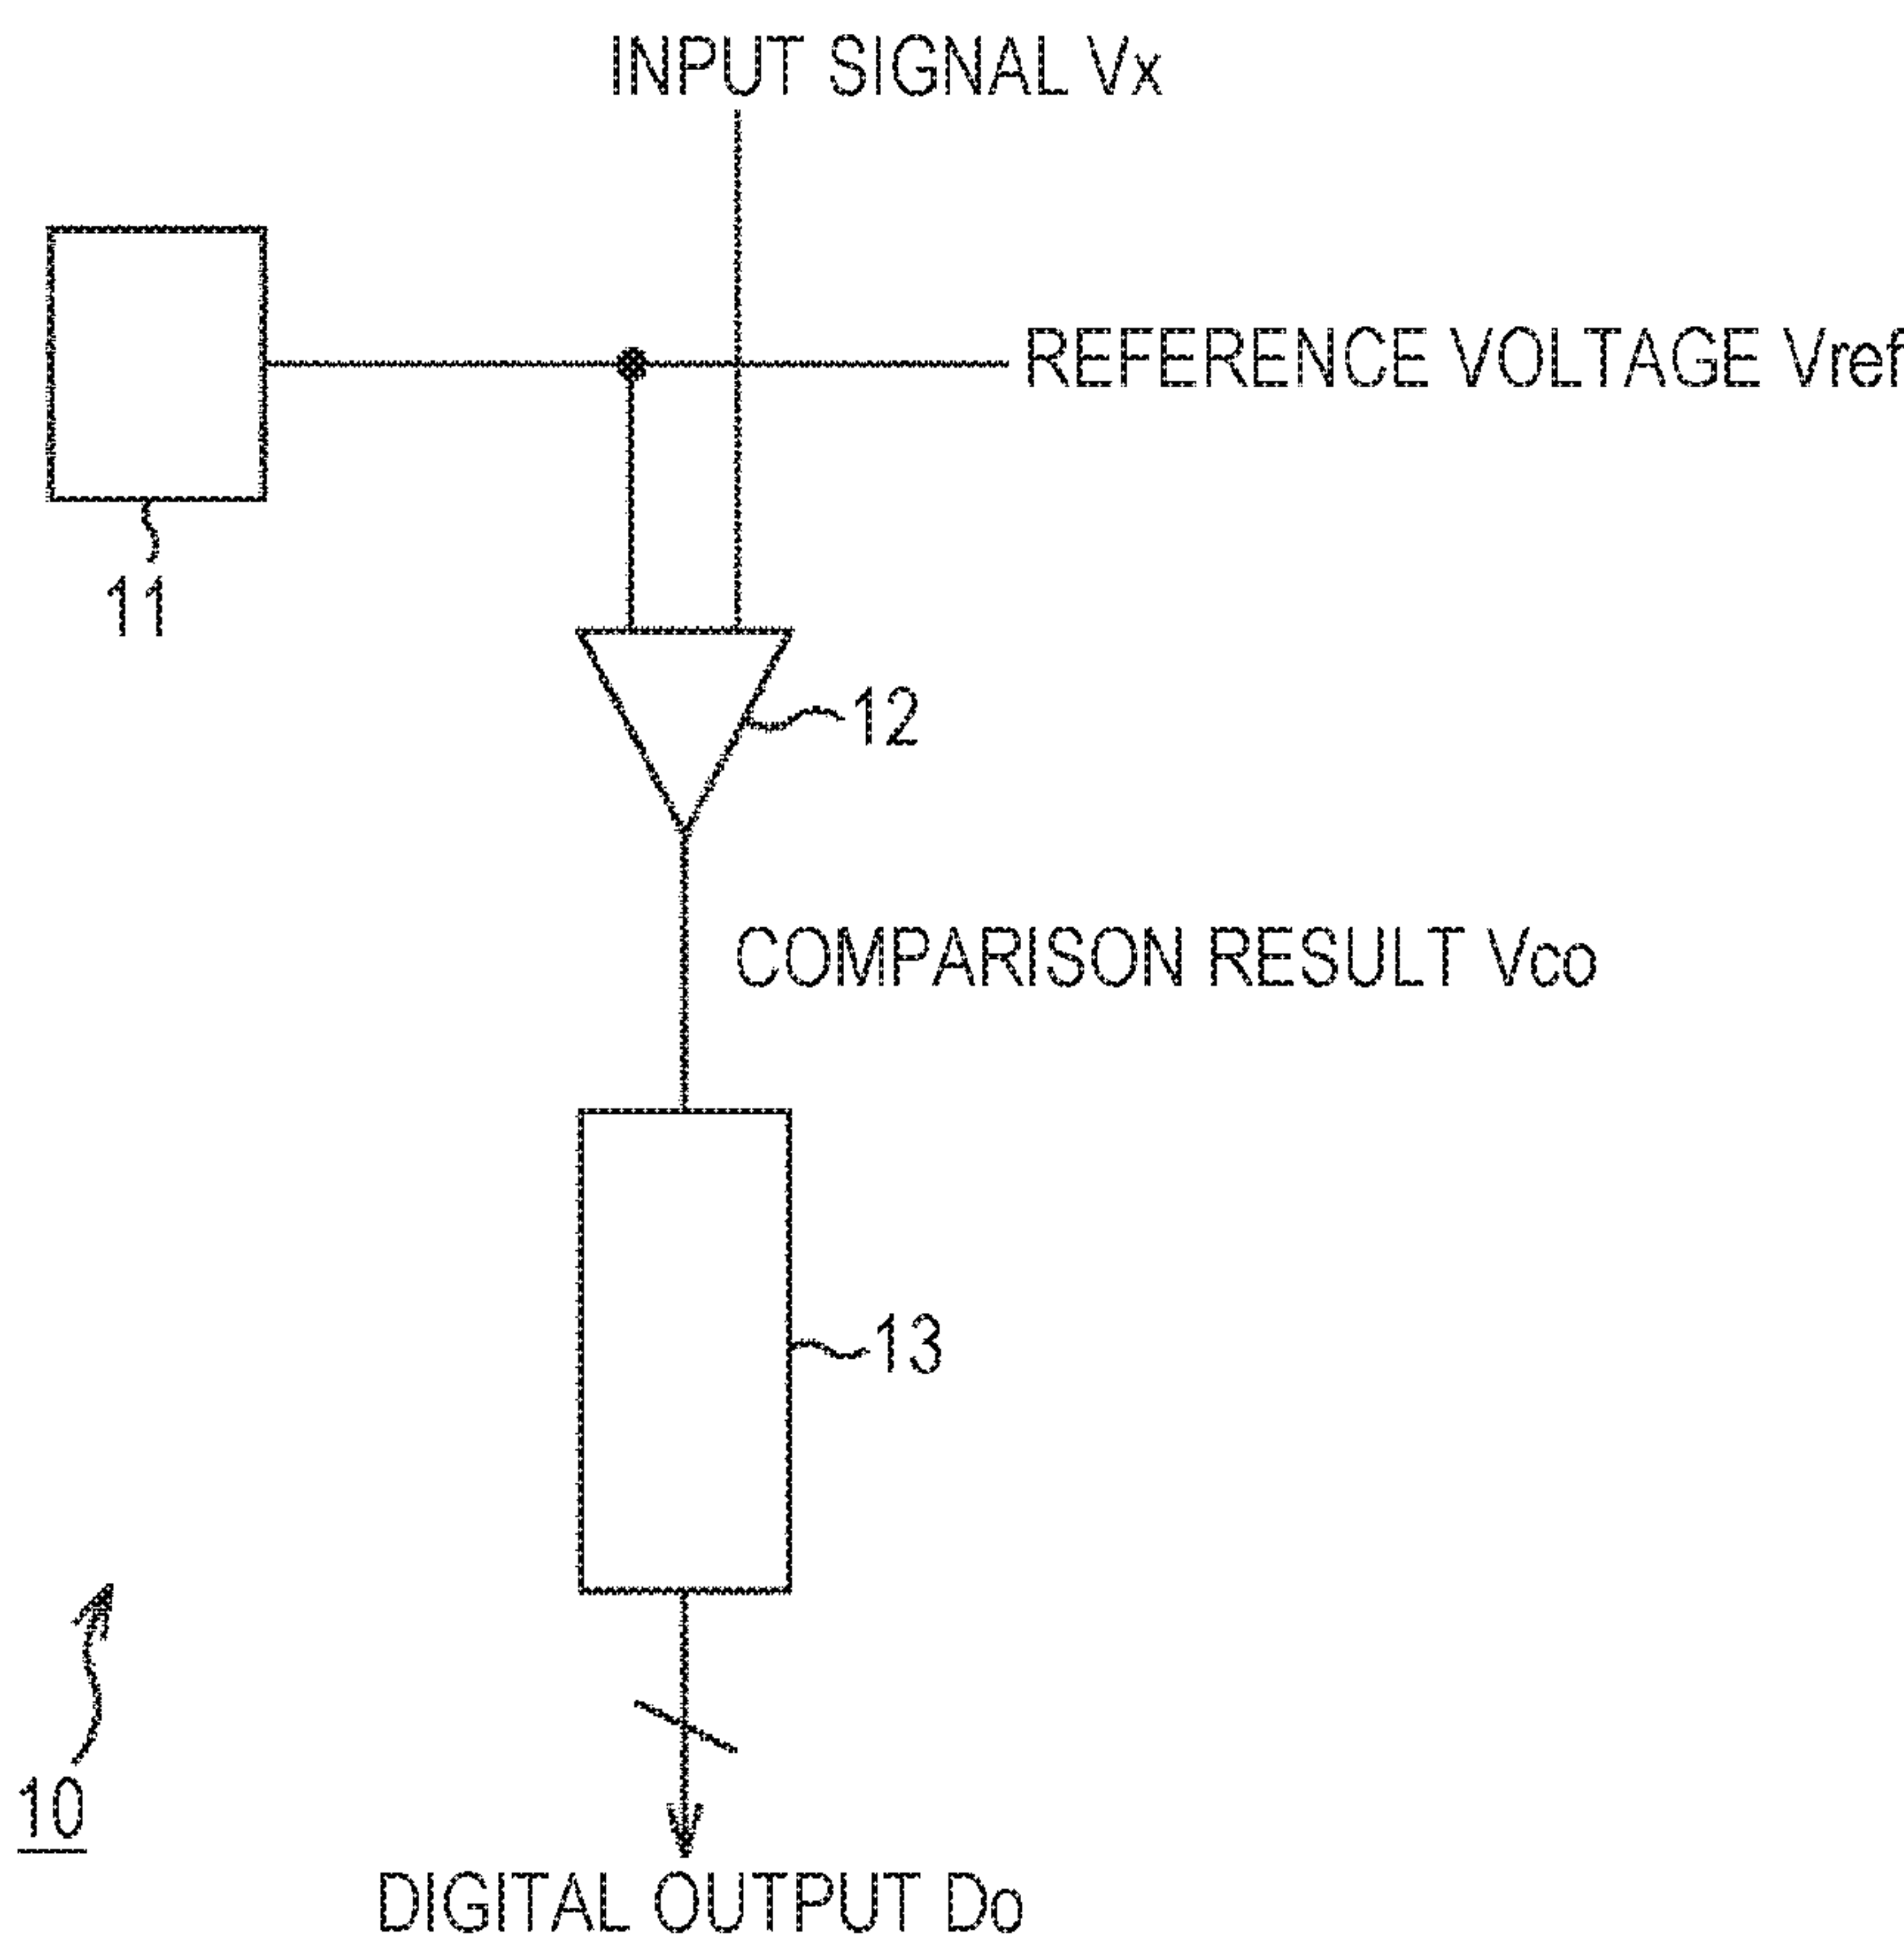 INPUT SIGNAL Vx
REFERENCE VOLTAGE Vref
11
12
COMPARISON RESULT Vco
13
10
DIGITAL OUTPUT Do